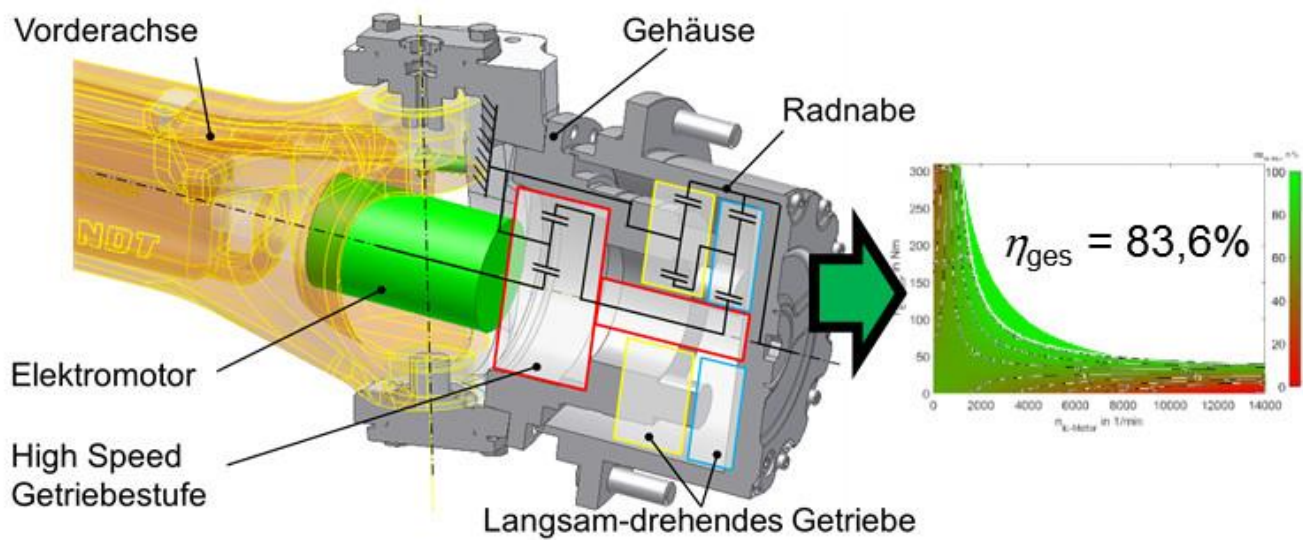 Vorderachse
Gehäuse
Radnabe
NDT
Elektromotor
High Speed
Getriebestufe
Langsam-drehendes Getriebe
ηges = 83,6%
300
250
200
150
100
50
0
0 2000 4000 6000 8000 10000 12000 14000
in 1/min
100
80
60
40
20
0